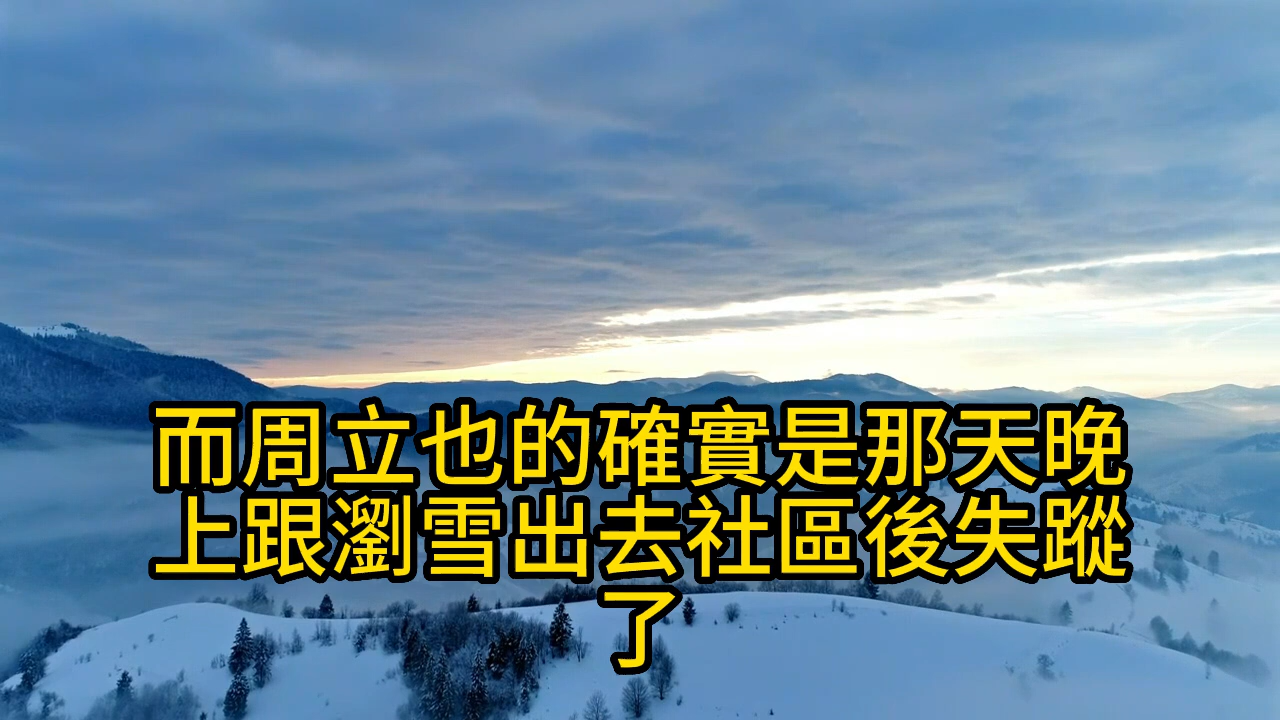 而周立也的確實是那天晚
上跟瀏雪出去社區後失蹤
了